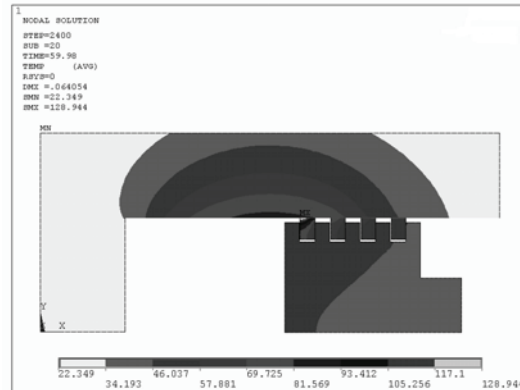 1
NODAL SOLUTION
STEP=2400
SUB =20
TIME=59.98
TEMP (AVG)
RSYS=0
DMX =.064054
SMN =22.349
SMX =128.944
MN
MX
Y
X
22.349 46.037 69.725 93.412 117.1
34.193 57.881 81.569 105.256 128.944